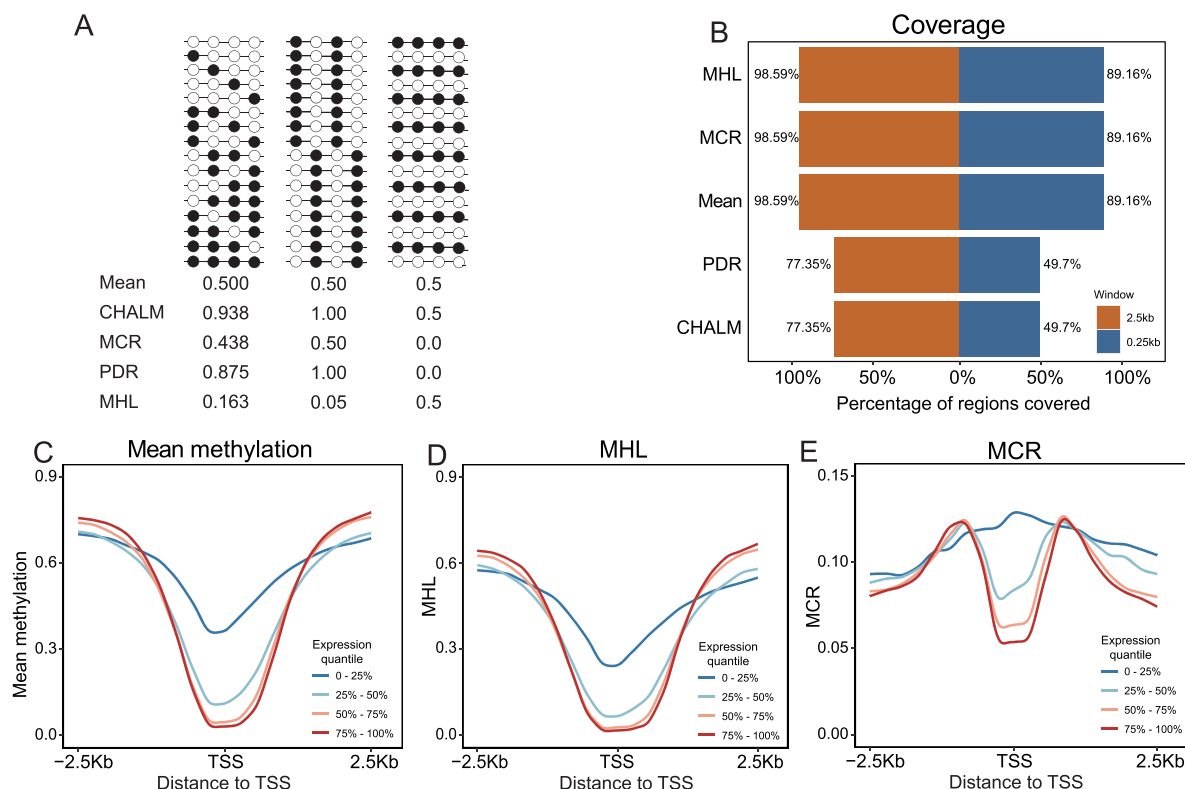 A
Mean 0.500 0.50 0.5
CHALM 0.938 1.00 0.5
MCR 0.438 0.50 0.0
PDR 0.875 1.00 0.0
MHL 0.163 0.05 0.5
B
Coverage
MHL 98.59% 89.16%
MCR 98.59% 89.16%
Mean 98.59% 89.16%
PDR 77.35% 49.7%
CHALM 77.35% 49.7%
Window
2.5kb
0.25kb
100% 50% 0% 50% 100%
Percentage of regions covered
C
Mean methylation
0.9
0.6
0.3
0.0
Mean methylation
Expression
quantile
0 - 25%
25% - 50%
50% - 75%
75% - 100%
−2.5Kb TSS 2.5Kb
Distance to TSS
D
MHL
0.9
0.6
0.3
0.0
MHL
Expression
quantile
0 - 25%
25% - 50%
50% - 75%
75% - 100%
−2.5Kb TSS 2.5Kb
Distance to TSS
E
MCR
0.15
0.10
0.05
0.00
MCR
Expression
quantile
0 - 25%
25% - 50%
50% - 75%
75% - 100%
−2.5Kb TSS 2.5Kb
Distance to TSS